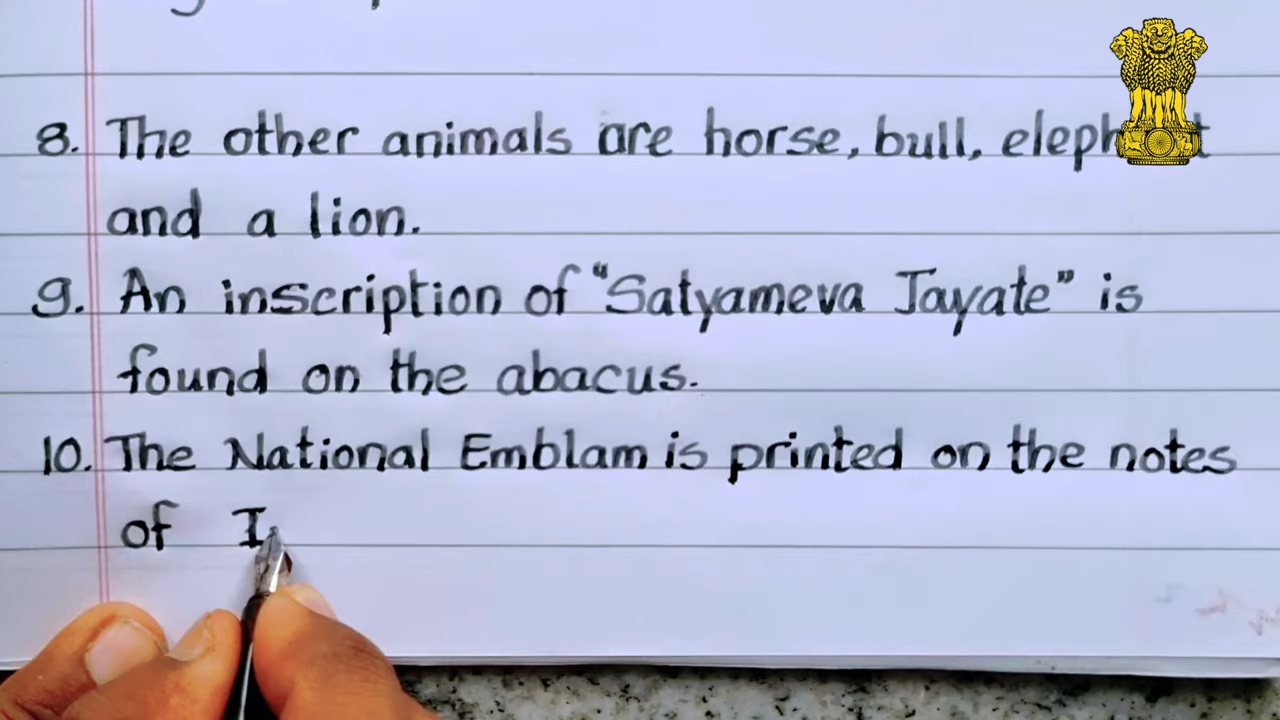 8. The other animals are horse, bull, elephant
and a lion.
9. An inscription of "Satyameva Jayate" is
found on the abacus.
10. The National Emblam is printed on the notes
of I